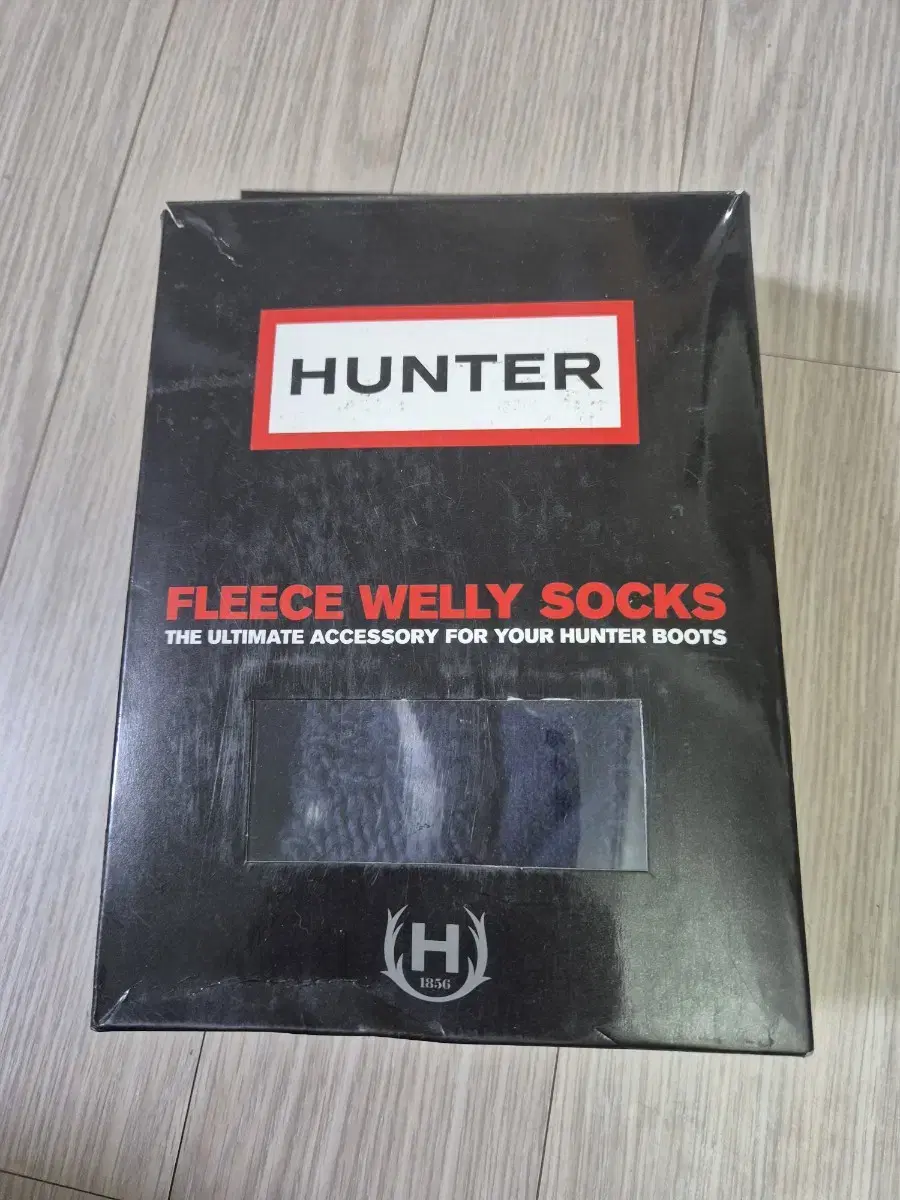 HUNTER
FLEECE WELLY SOCKS
THE ULTIMATE ACCESSORY FOR YOUR HUNTER BOOTS
H
1856